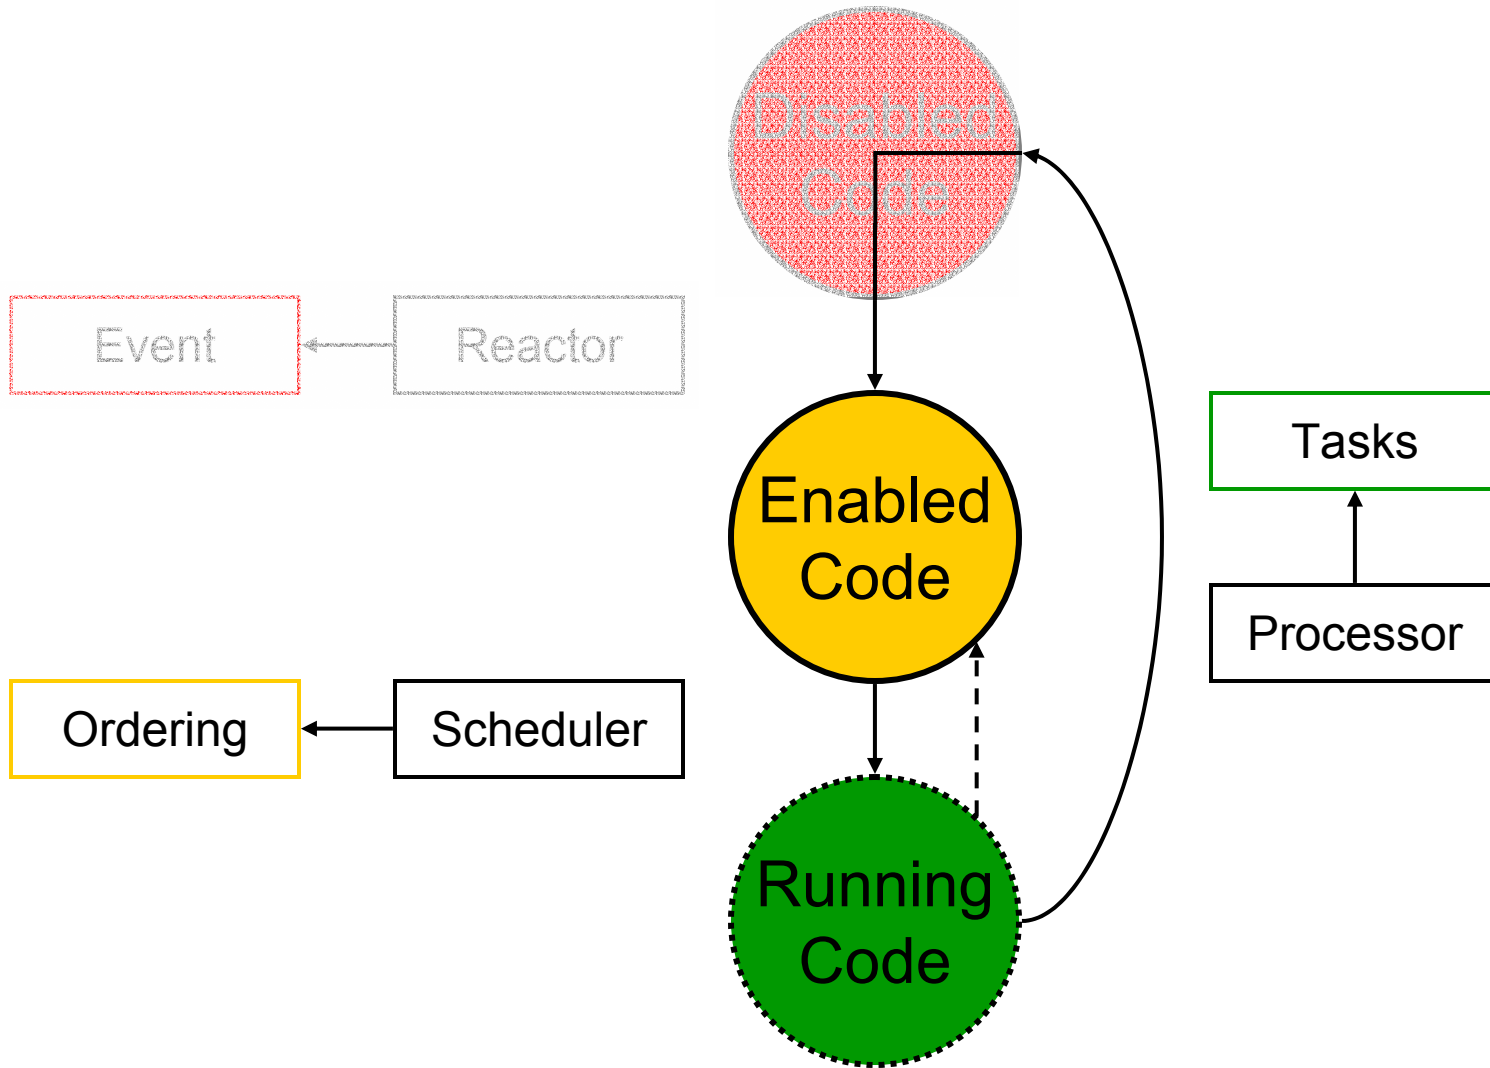 Disabled
Code
Event
Reactor
Enabled
Code
Tasks
Processor
Ordering
Scheduler
Running
Code